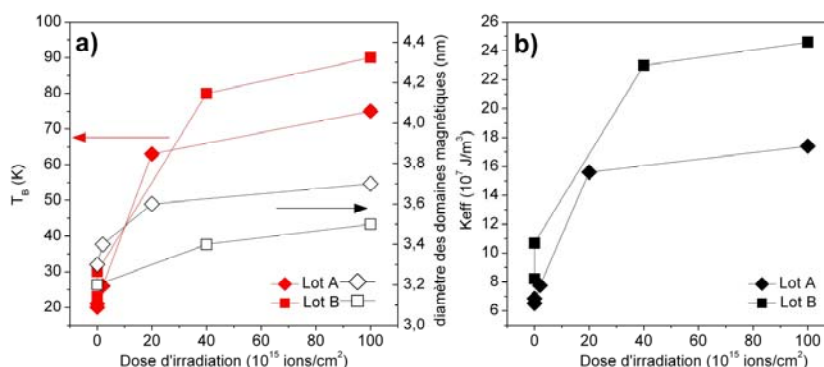 a)
100
90
80
70
60
50
40
30
20
T_B (K)
4,4
4,2
4,0
3,8
3,6
3,4
3,2
3,0
diamètre des domaines magnétiques (nm)
Lot A
Lot B
0 20 40 60 80 100
Dose d'irradiation (10^15 ions/cm^2)
b)
26
24
22
20
18
16
14
12
10
8
6
Keff (10^7 J/m^3)
Lot A
Lot B
0 20 40 60 80 100
Dose d'irradiation (10^15 ions/cm^2)